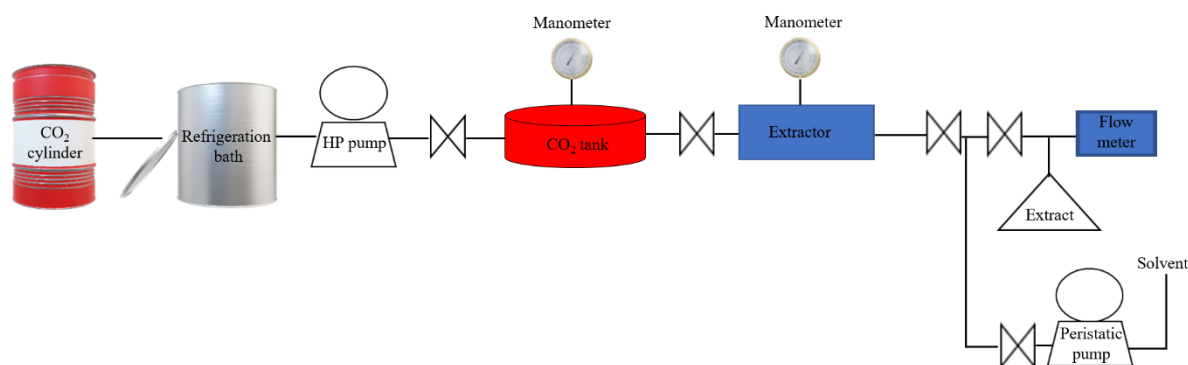 Manometer
Manometer
CO₂
cylinder
Refrigeration
bath
HP pump
CO₂ tank
Extractor
Flow
meter
Extract
Solvent
Peristatic
pump